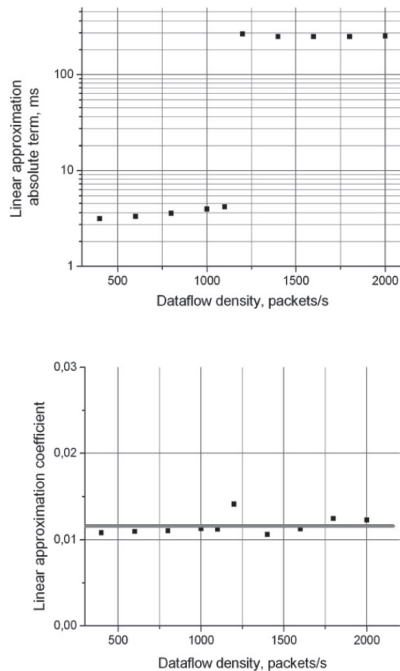 100
10
1
Linear approximation
absolute term, ms
500 1000 1500 2000
Dataflow density, packets/s
0,03
0,02
0,01
0,00
Linear approximation coefficient
500 1000 1500 2000
Dataflow density, packets/s